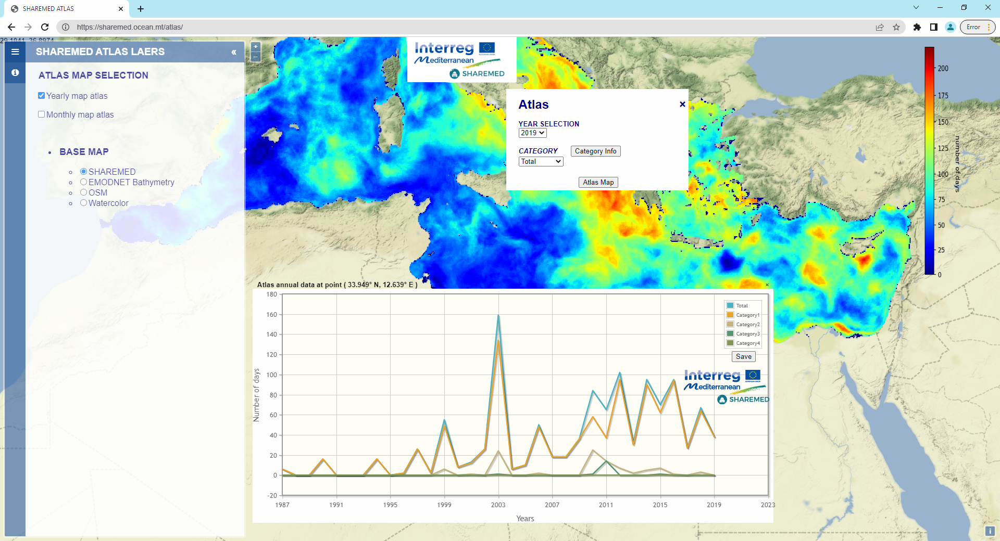 SHAREMED ATLAS
https://sharemed.ocean.mt/atlas/
Error
29.1041, 36.8974
SHAREMED ATLAS LAERS
«
ATLAS MAP SELECTION
Yearly map atlas
Monthly map atlas
BASE MAP
SHAREMED
EMODNET Bathymetry
OSM
Watercolor
+
−
Interreg
EUROPEAN UNION
Mediterranean
SHAREMED
Atlas
×
YEAR SELECTION
2019
CATEGORY
Category Info
Total
Atlas Map
200
175
150
125
100
75
50
25
0
number of days
Atlas annual data at point ( 33.949° N, 12.639° E )
×
180
160
140
120
100
80
60
40
20
0
-20
Number of days
1987
1991
1995
1999
2003
2007
2011
2015
2019
2023
Years
Total
Category1
Category2
Category3
Category4
Save
Interreg
EUROPEAN UNION
Mediterranean
SHAREMED
i